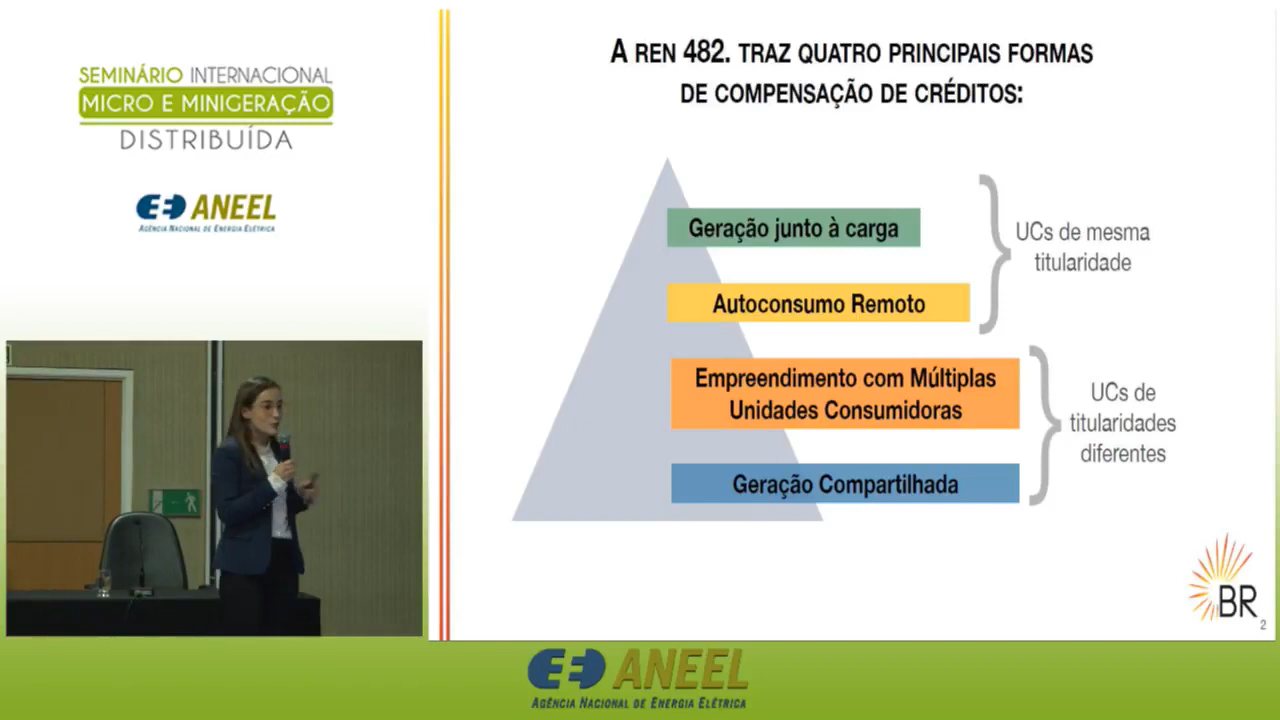 SEMINÁRIO INTERNACIONAL
MICRO E MINIGERAÇÃO
DISTRIBUÍDA
ANEEL
AGÊNCIA NACIONAL DE ENERGIA ELÉTRICA
A REN 482. TRAZ QUATRO PRINCIPAIS FORMAS
DE COMPENSAÇÃO DE CRÉDITOS:
Geração junto à carga
Autoconsumo Remoto
UCs de mesma
titularidade
Empreendimento com Múltiplas
Unidades Consumidoras
Geração Compartilhada
UCs de
titularidades
diferentes
BR
2
ANEEL
AGÊNCIA NACIONAL DE ENERGIA ELÉTRICA